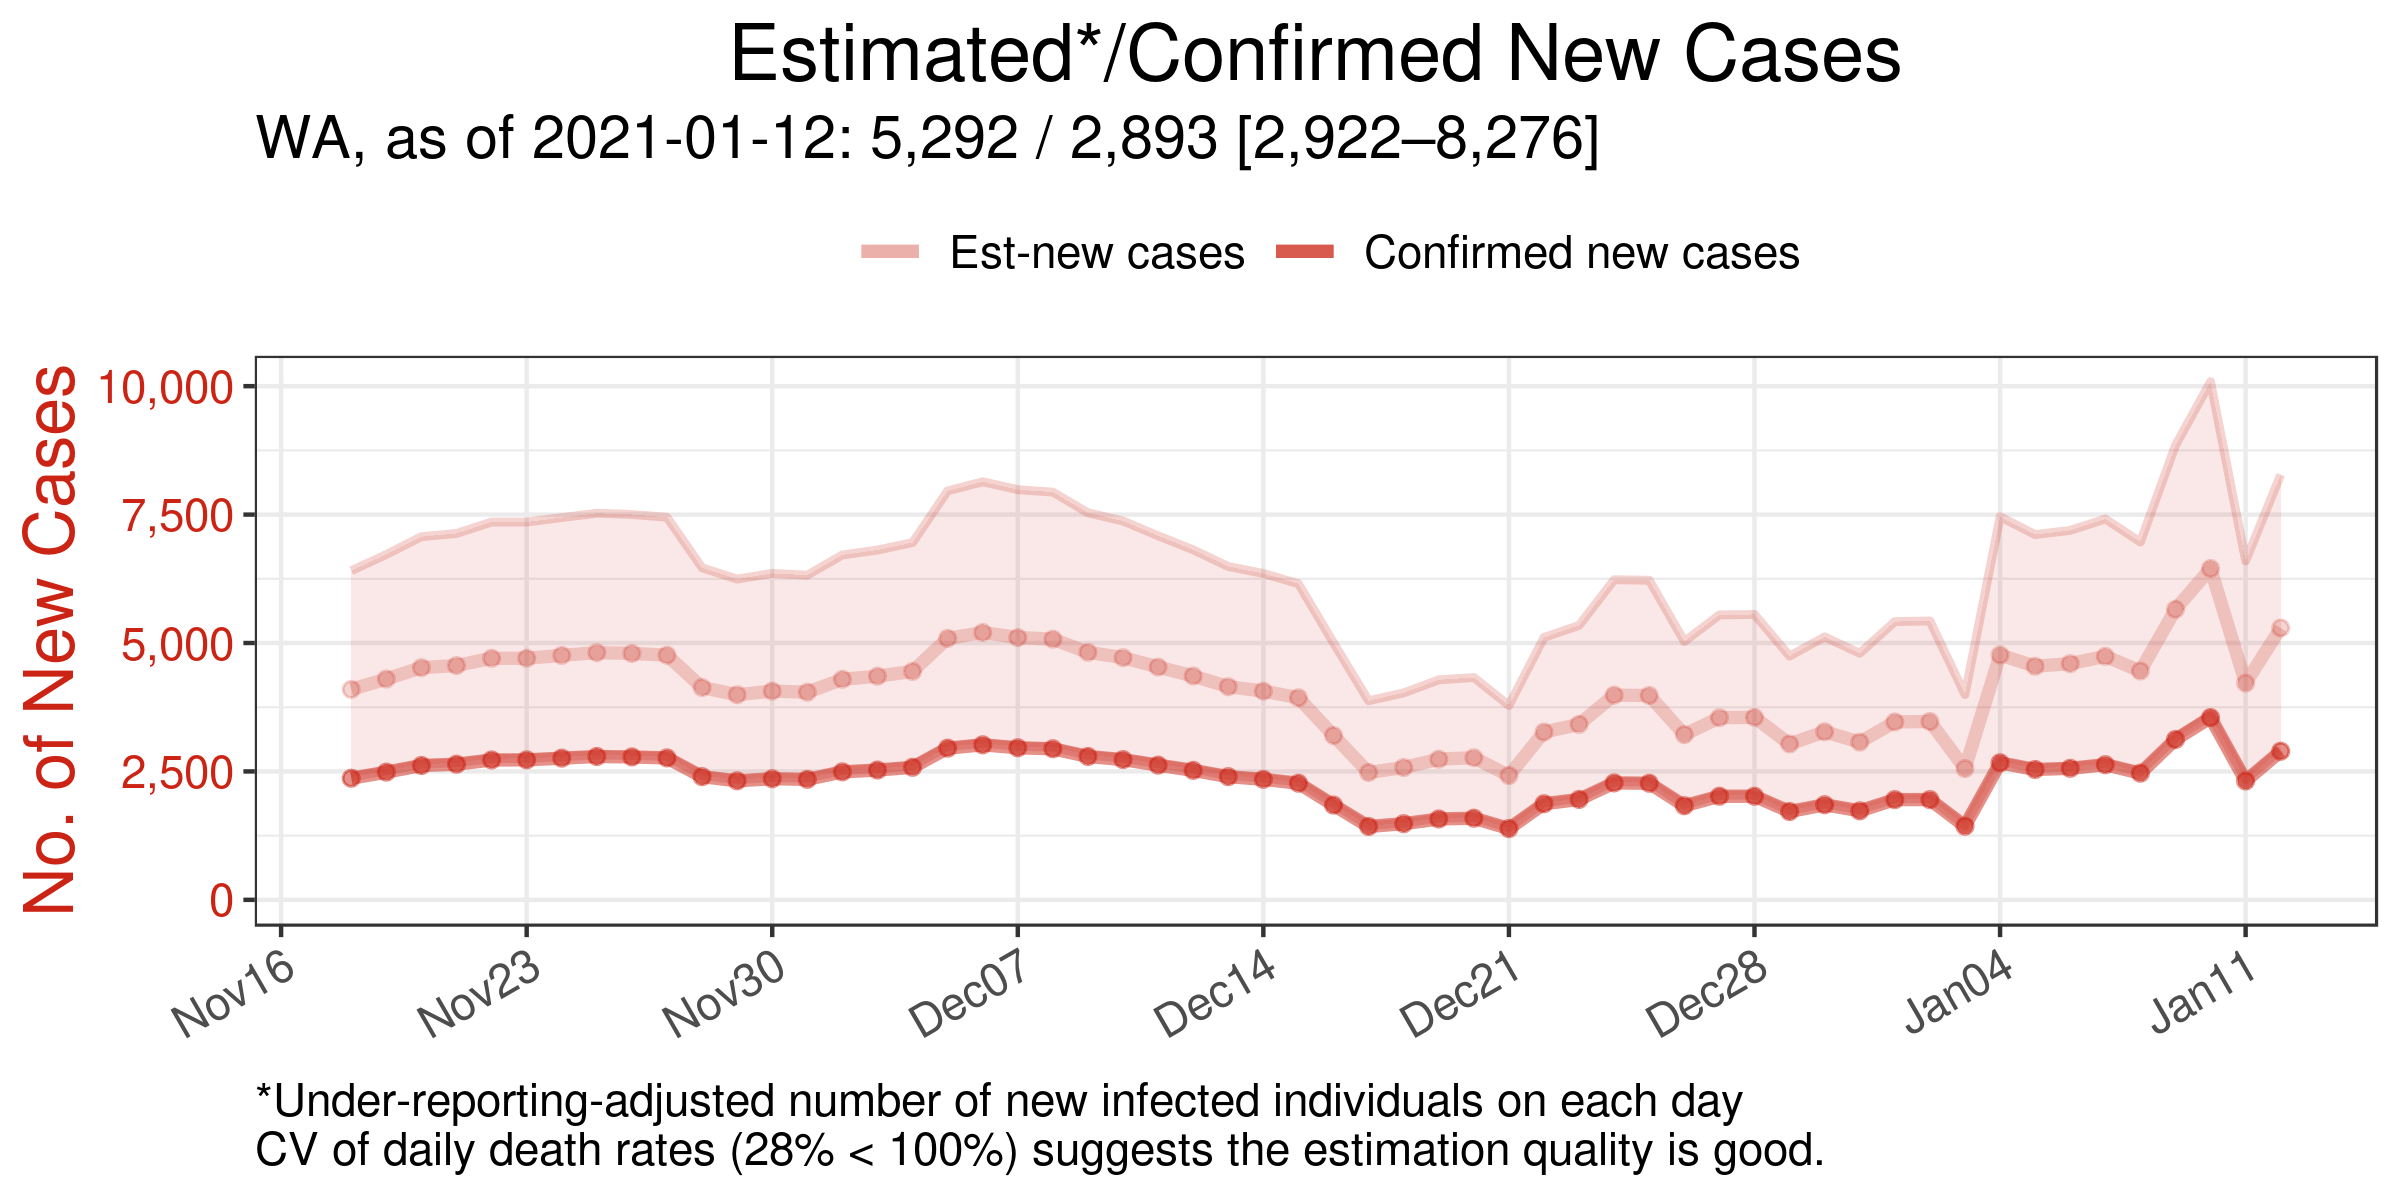 Estimated*/Confirmed New Cases
WA, as of 2021-01-12: 5,292 / 2,893 [2,922–8,276]
Est-new cases
Confirmed new cases
No. of New Cases
10,000
7,500
5,000
2,500
0
Nov16
Nov23
Nov30
Dec07
Dec14
Dec21
Dec28
Jan04
Jan11
*Under-reporting-adjusted number of new infected individuals on each day
CV of daily death rates (28% < 100%) suggests the estimation quality is good.